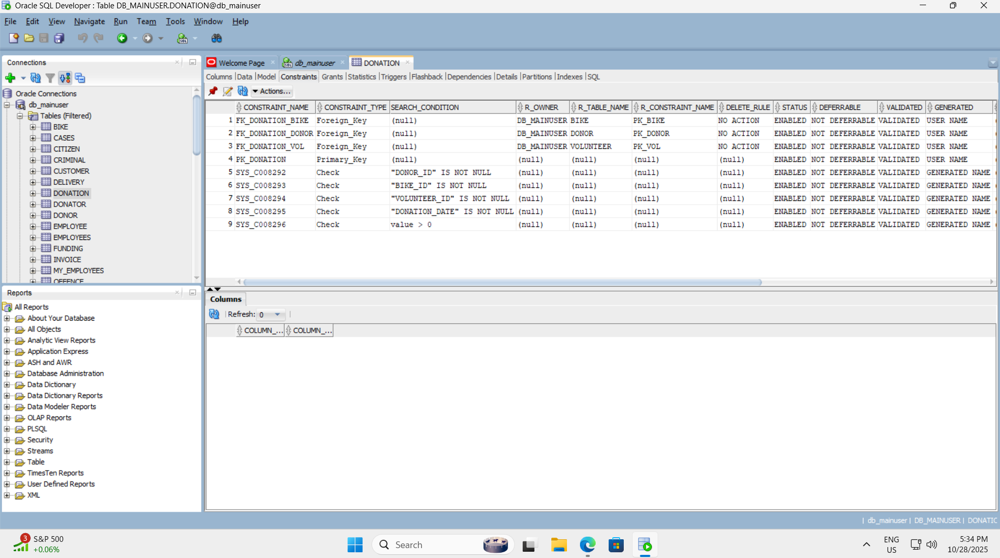 Oracle SQL Developer : Table DB_MAINUSER.DONATION@db_mainuser
File Edit View Navigate Run Team Tools Window Help
Connections
Oracle Connections
db_mainuser
Tables (Filtered)
BIKE
CASES
CITIZEN
CRIMINAL
CUSTOMER
DELIVERY
DONATION
DONATOR
DONOR
EMPLOYEE
EMPLOYEES
FUNDING
INVOICE
MY_EMPLOYEES
OFFENCE
Reports
All Reports
About Your Database
All Objects
Analytic View Reports
Application Express
ASH and AWR
Database Administration
Data Dictionary
Data Dictionary Reports
Data Modeler Reports
OLAP Reports
PLSQL
Security
Streams
Table
TimesTen Reports
User Defined Reports
XML
Welcome Page db_mainuser DONATION
Columns | Data | Model | Constraints | Grants | Statistics | Triggers | Flashback | Dependencies | Details | Partitions | Indexes | SQL
Actions...
CONSTRAINT_NAME CONSTRAINT_TYPE SEARCH_CONDITION R_OWNER R_TABLE_NAME R_CONSTRAINT_NAME DELETE_RULE STATUS DEFERRABLE VALIDATED GENERATED
1 FK_DONATION_BIKE Foreign_Key (null) DB_MAINUSER BIKE PK_BIKE NO ACTION ENABLED NOT DEFERRABLE VALIDATED USER NAME
2 FK_DONATION_DONOR Foreign_Key (null) DB_MAINUSER DONOR PK_DONOR NO ACTION ENABLED NOT DEFERRABLE VALIDATED USER NAME
3 FK_DONATION_VOL Foreign_Key (null) DB_MAINUSER VOLUNTEER PK_VOL NO ACTION ENABLED NOT DEFERRABLE VALIDATED USER NAME
4 PK_DONATION Primary_Key (null) (null) (null) (null) (null) ENABLED NOT DEFERRABLE VALIDATED USER NAME
5 SYS_C008292 Check "DONOR_ID" IS NOT NULL (null) (null) (null) (null) ENABLED NOT DEFERRABLE VALIDATED GENERATED NAME
6 SYS_C008293 Check "BIKE_ID" IS NOT NULL (null) (null) (null) (null) ENABLED NOT DEFERRABLE VALIDATED GENERATED NAME
7 SYS_C008294 Check "VOLUNTEER_ID" IS NOT NULL (null) (null) (null) (null) ENABLED NOT DEFERRABLE VALIDATED GENERATED NAME
8 SYS_C008295 Check "DONATION_DATE" IS NOT NULL (null) (null) (null) (null) ENABLED NOT DEFERRABLE VALIDATED GENERATED NAME
9 SYS_C008296 Check value > 0 (null) (null) (null) (null) ENABLED NOT DEFERRABLE VALIDATED GENERATED NAME
Columns
Refresh: 0
COLUMN_... COLUMN_...
| db_mainuser | DB_MAINUSER | DONATIC
3
S&P 500
+0.06%
Search
ENG
US
5:34 PM
10/28/2025